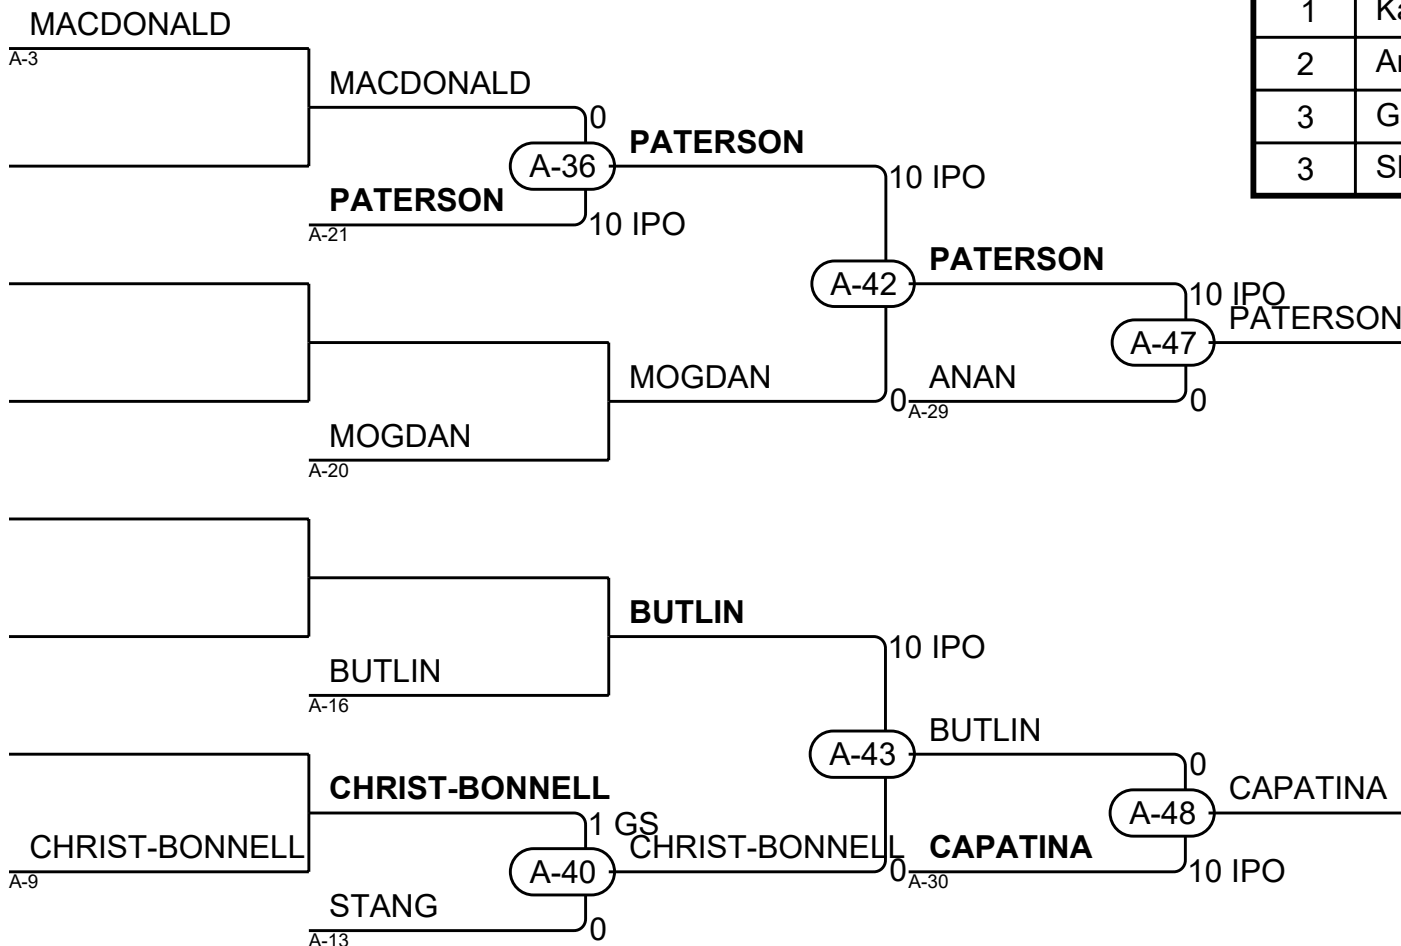 MACDONALD
A-3
MACDONALD
0
A-36
PATERSON
10 IPO
PATERSON
A-21
10 IPO
A-42
PATERSON
10 IPO
PATERSON
A-47
MOGDAN
0
ANAN
A-29
0
MOGDAN
A-20
BUTLIN
10 IPO
BUTLIN
A-16
A-43
BUTLIN
0
CHRIST-BONNELL
1 GS
CAPATINA
A-48
CHRIST-BONNELL
A-9
A-40
CHRIST-BONNELL
0
CAPATINA
A-30
10 IPO
STANG
A-13
0
1
2
3
3